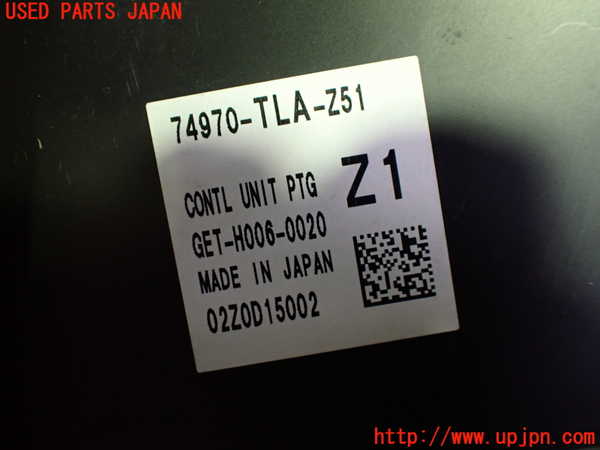 USED PARTS JAPAN
74970-TLA-Z51
CONTL UNIT PTG Z1
GET-H006-0020
MADE IN JAPAN
02Z0D15002
http://www.upjpn.com/